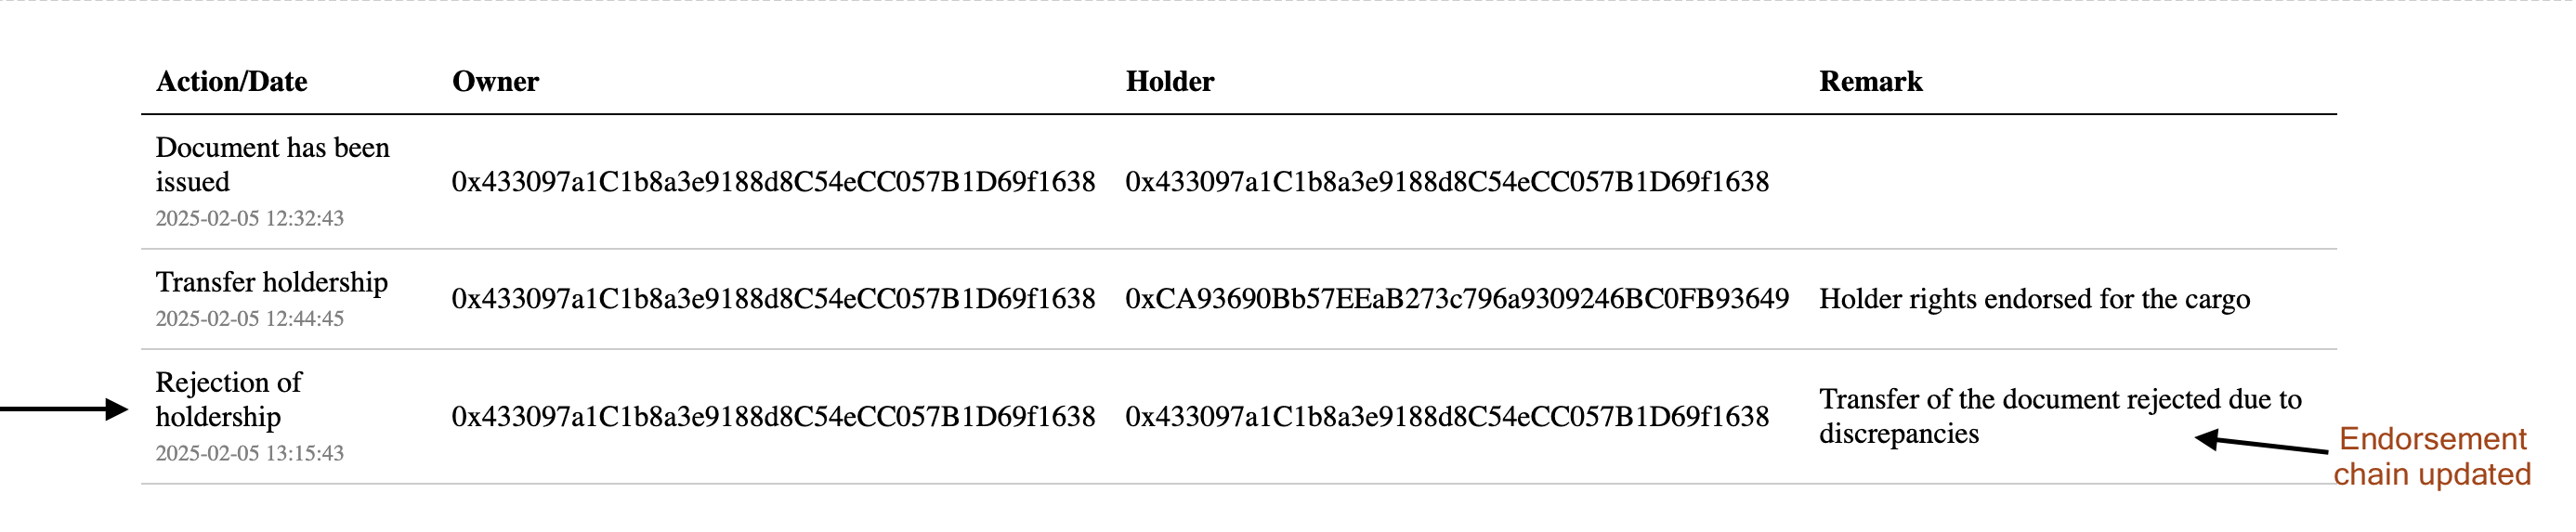 Action/Date Owner Holder Remark
Document has been
issued
2025-02-05 12:32:43
0x433097a1C1b8a3e9188d8C54eCC057B1D69f1638 0x433097a1C1b8a3e9188d8C54eCC057B1D69f1638
Transfer holdership
2025-02-05 12:44:45
0x433097a1C1b8a3e9188d8C54eCC057B1D69f1638 0xCA93690Bb57EEaB273c796a9309246BC0FB93649 Holder rights endorsed for the cargo
Rejection of
holdership
2025-02-05 13:15:43
0x433097a1C1b8a3e9188d8C54eCC057B1D69f1638 0x433097a1C1b8a3e9188d8C54eCC057B1D69f1638
Transfer of the document rejected due to
discrepancies
Endorsement
chain updated